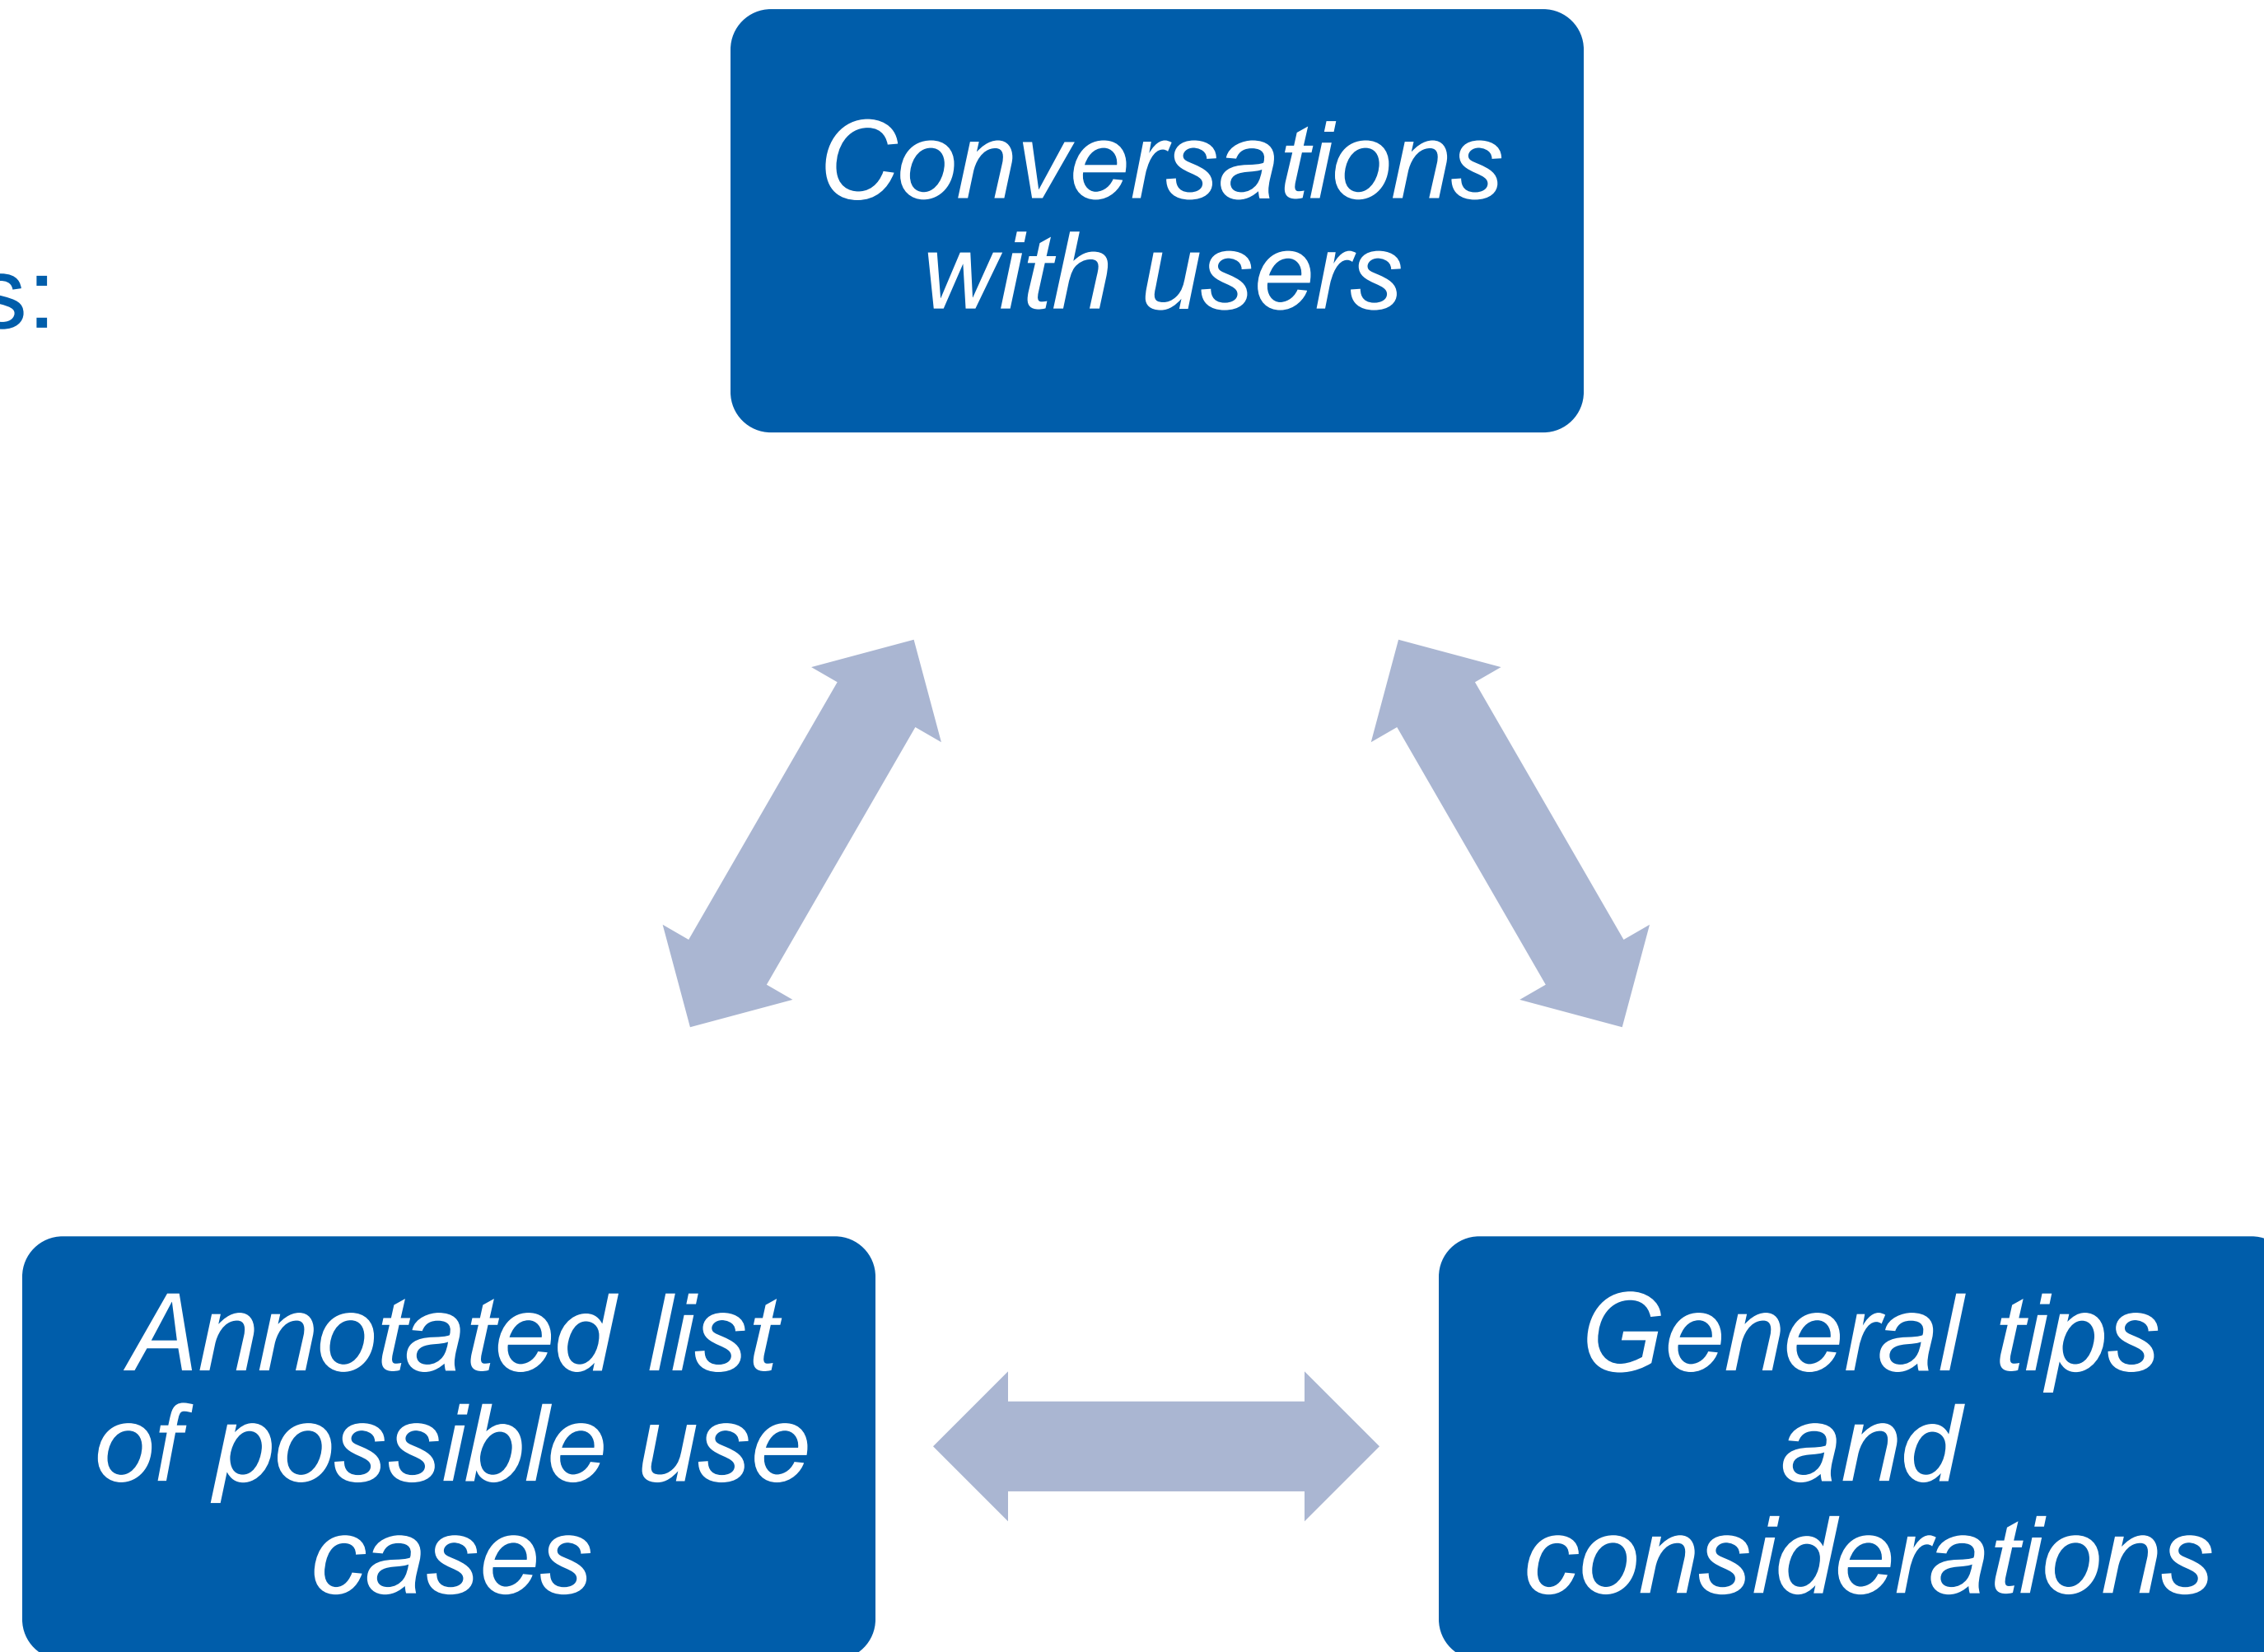 s:
Conversations
with users
Annotated list
of possible use
cases
General tips
and
considerations